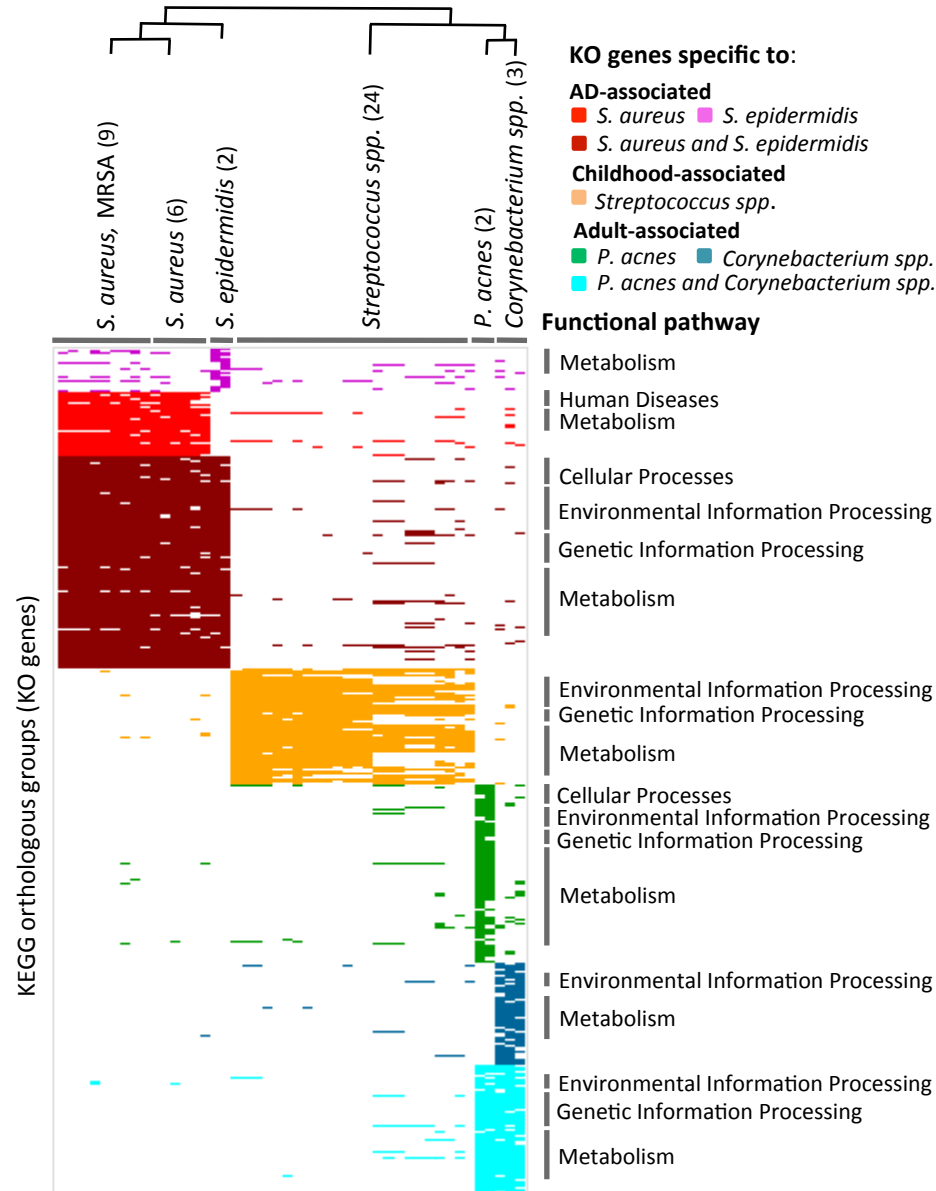 S. aureus, MRSA (9)
S. aureus (6)
S. epidermidis (2)
Streptococcus spp. (24)
P. acnes (2)
Corynebacterium spp. (3)
KO genes specific to:
AD-associated
S. aureus S. epidermidis
S. aureus and S. epidermidis
Childhood-associated
Streptococcus spp.
Adult-associated
P. acnes Corynebacterium spp.
P. acnes and Corynebacterium spp.
Functional pathway
KEGG orthologous groups (KO genes)
Metabolism
Human Diseases
Metabolism
Cellular Processes
Environmental Information Processing
Genetic Information Processing
Metabolism
Environmental Information Processing
Genetic Information Processing
Metabolism
Cellular Processes
Environmental Information Processing
Genetic Information Processing
Metabolism
Environmental Information Processing
Metabolism
Environmental Information Processing
Genetic Information Processing
Metabolism